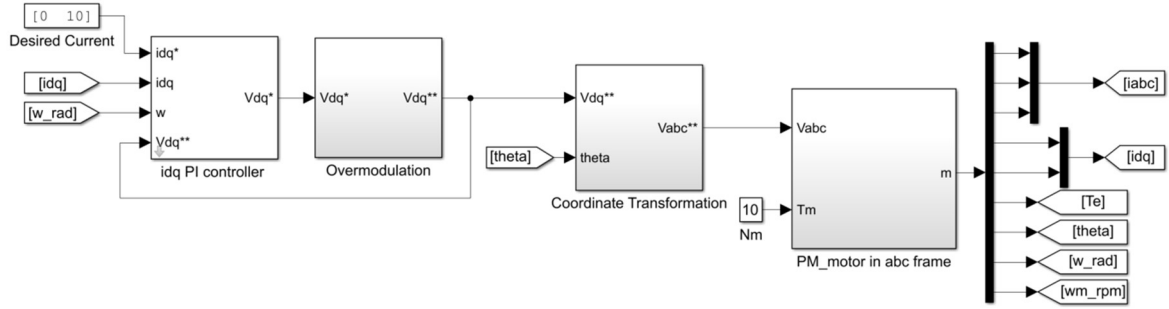 [0 10]
Desired Current
[idq]
[w_rad]
idq*
idq
w
Vdq**
Vdq*
idq PI controller
Vdq*
Vdq**
Overmodulation
[theta]
Vdq**
theta
Vabc**
Coordinate Transformation
10
Nm
Vabc
Tm
m
PM_motor in abc frame
[iabc]
[idq]
[Te]
[theta]
[w_rad]
[wm_rpm]